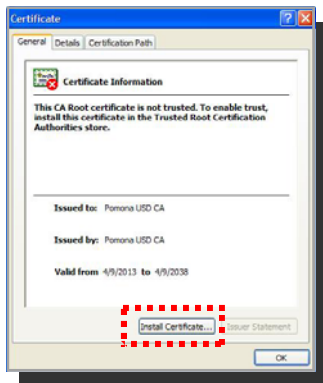 Certificate
General Details Certification Path
Certificate Information
This CA Root certificate is not trusted. To enable trust,
install this certificate in the Trusted Root Certification
Authorities store.
Issued to: Pomona USD CA
Issued by: Pomona USD CA
Valid from 4/9/2013 to 4/9/2038
Install Certificate... Issuer Statement
OK